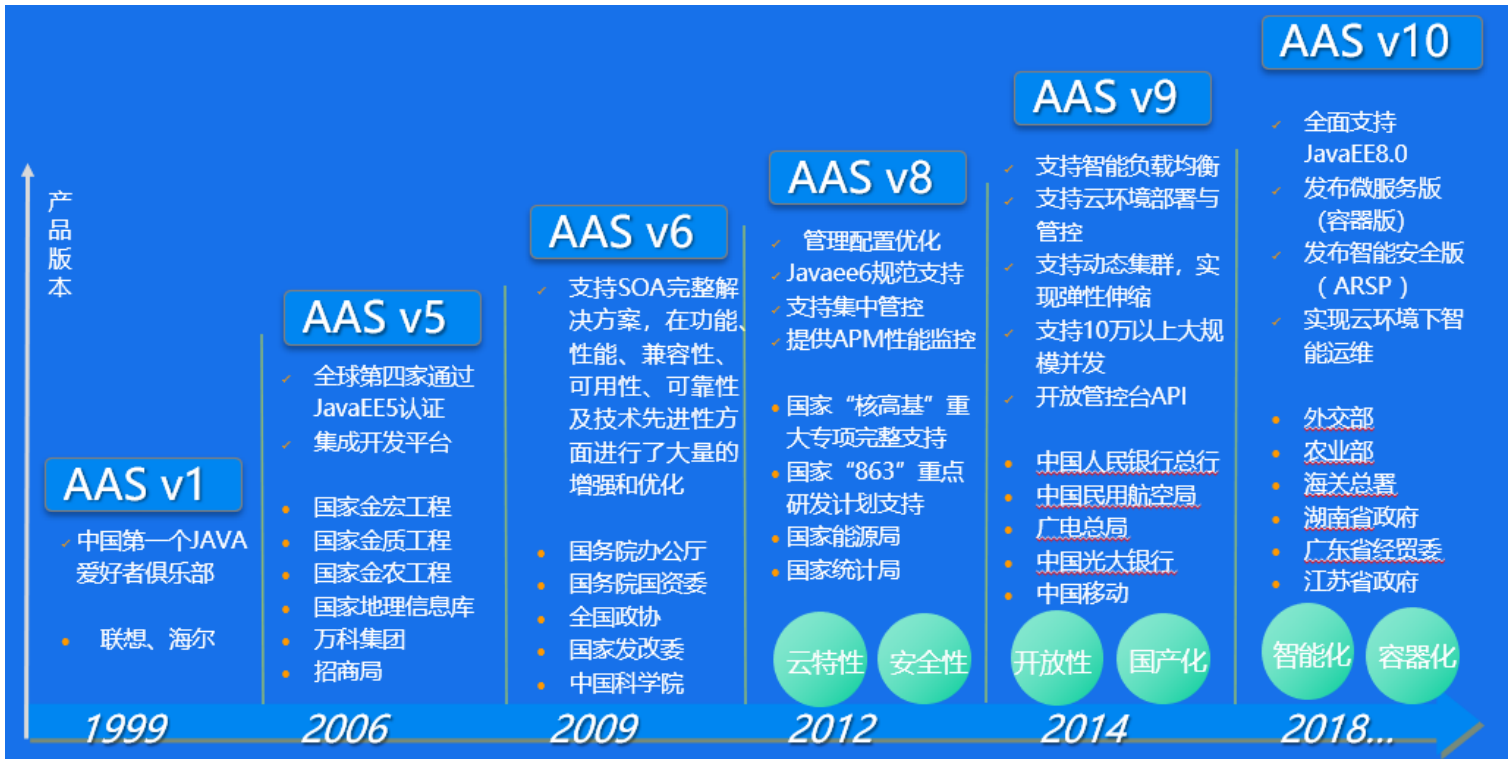 产
品
版
本
AAS v1
中国第一个JAVA
爱好者俱乐部
联想、海尔
1999
AAS v5
全球第四家通过
JavaEE5认证
集成开发平台
国家金宏工程
国家金质工程
国家金农工程
国家地理信息库
万科集团
招商局
2006
AAS v6
支持SOA完整解
决方案，在功能、
性能、兼容性、
可用性、可靠性
及技术先进性方
面进行了大量的
增强和优化
国务院办公厅
国务院国资委
全国政协
国家发改委
中国科学院
2009
AAS v8
管理配置优化
Javaee6规范支持
支持集中管控
提供APM性能监控
国家“核高基”重
大专项完整支持
国家“863”重点
研发计划支持
国家能源局
国家统计局
云特性
安全性
2012
AAS v9
支持智能负载均衡
支持云环境部署与
管控
支持动态集群，实
现弹性伸缩
支持10万以上大规
模并发
开放管控台API
中国人民银行总行
中国民用航空局
广电总局
中国光大银行
中国移动
开放性
国产化
2014
AAS v10
全面支持
JavaEE8.0
发布微服务版
（容器版）
发布智能安全版
（ARSP）
实现云环境下智
能运维
外交部
农业部
海关总署
湖南省政府
广东省经贸委
江苏省政府
智能化
容器化
2018...